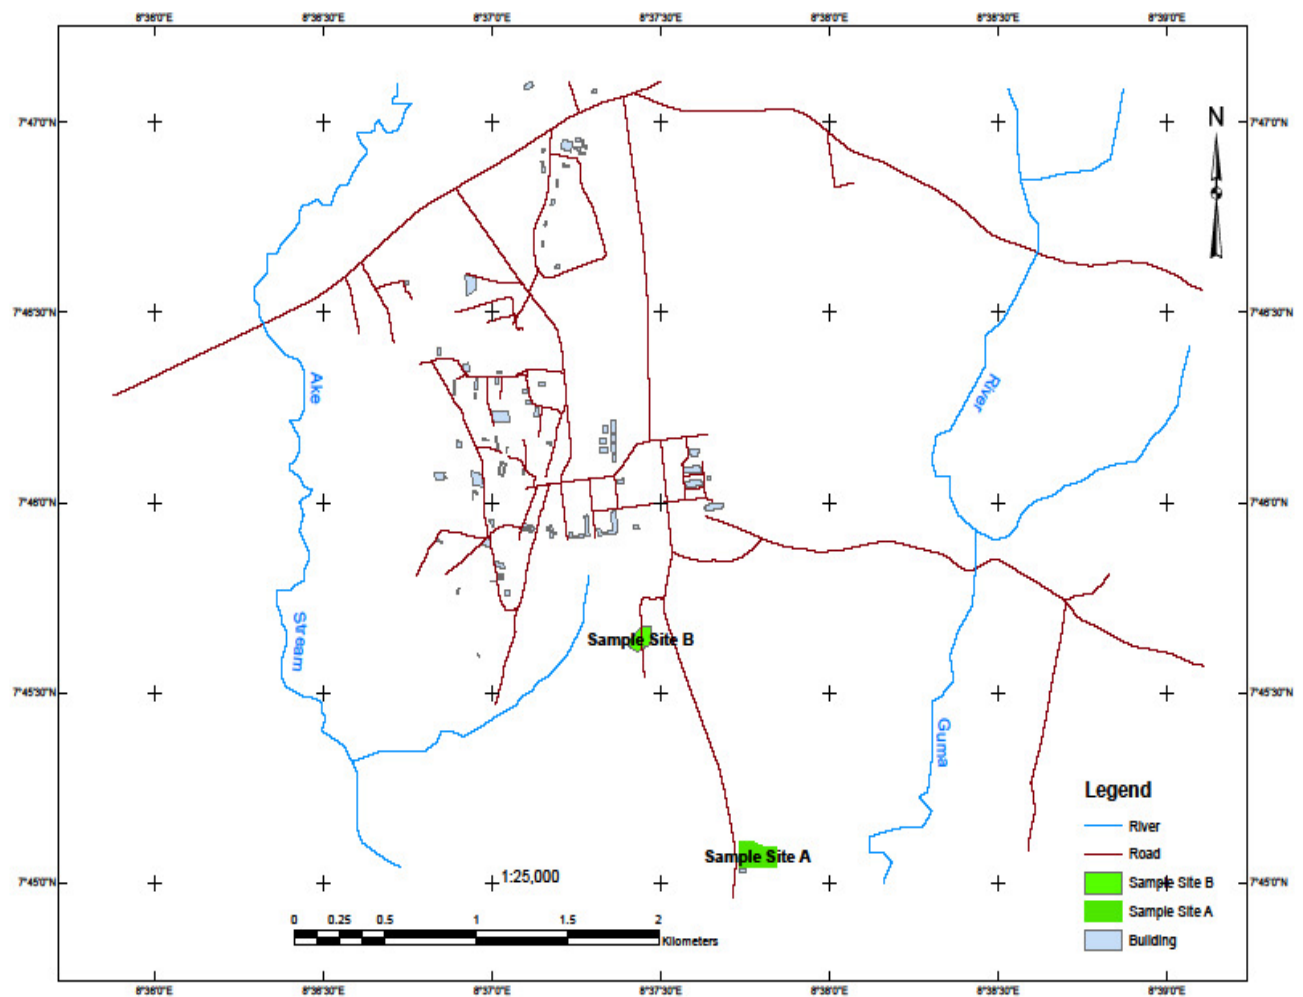 8°36'0"E 8°36'30"E 8°37'0"E 8°37'30"E 8°38'0"E 8°38'30"E 8°39'0"E
7°47'0"N 7°47'0"N
N
7°46'30"N 7°46'30"N
Ake
River
7°46'0"N 7°46'0"N
Stream
Sample Site B
7°45'30"N 7°45'30"N
Guma
Legend
River
Road
Sample Site B
Sample Site A
Building
Sample Site A
1:25,000
7°45'0"N 7°45'0"N
0 0.25 0.5 1 1.5 2
Kilometers
8°36'0"E 8°36'30"E 8°37'0"E 8°37'30"E 8°38'0"E 8°38'30"E 8°39'0"E